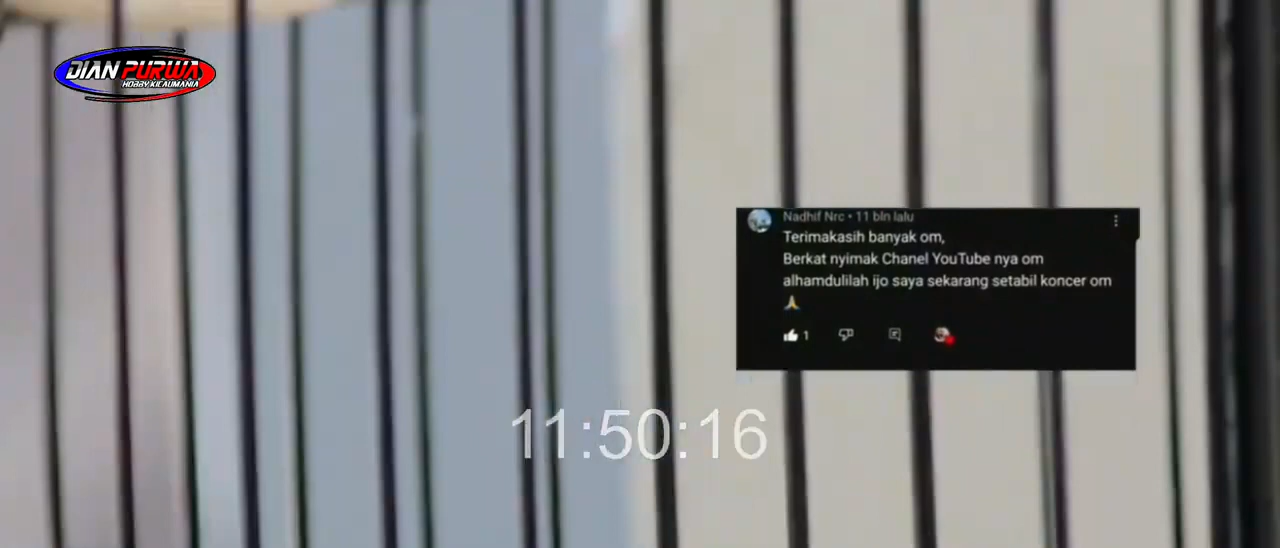 DIAN PURWA
HOBBY KICAUMANIA
Nadhif Nrc • 11 bln lalu
Terimakasih banyak om,
Berkat nyimak Chanel YouTube nya om
alhamdulilah ijo saya sekarang setabil koncer om
🙏
1
11:50:16